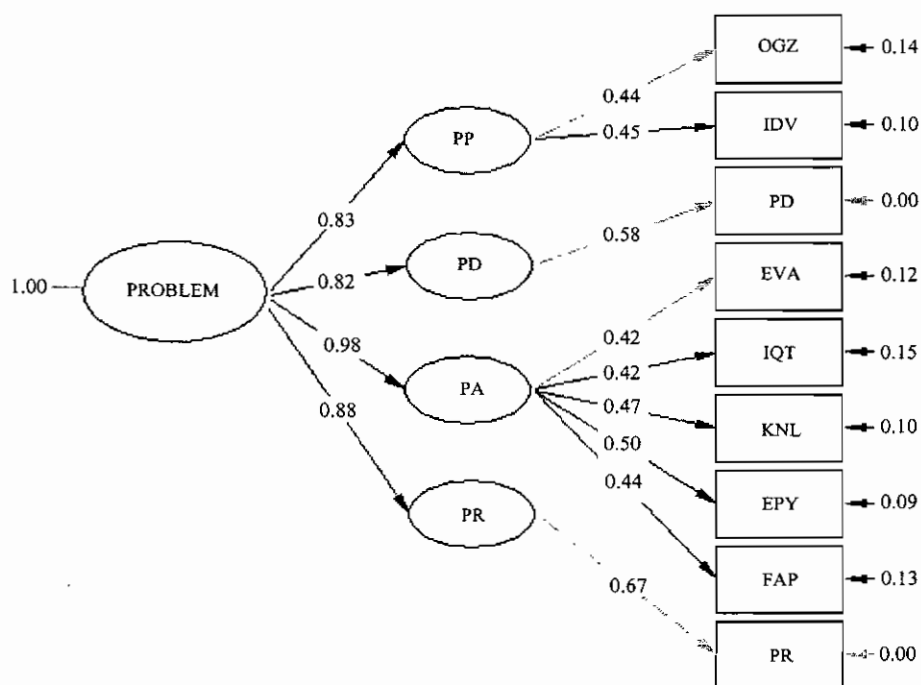 OGZ
0.14
0.44
IDV
0.10
PP
0.45
PD
0.00
0.83
0.58
PD
EVA
0.12
1.00
PROBLEM
0.82
0.42
IQT
0.15
0.98
0.42
PA
0.47
KNL
0.10
0.88
0.50
0.44
EPY
0.09
PR
FAP
0.13
0.67
PR
0.00